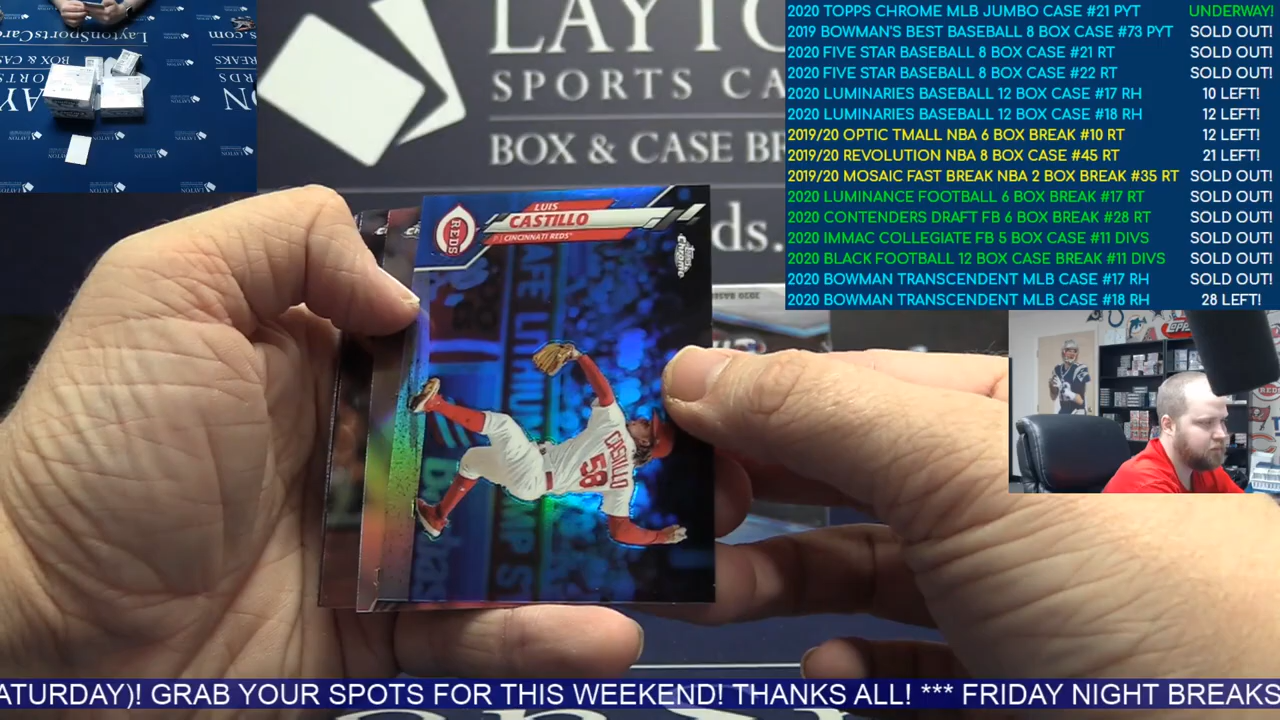 LaytonSportsCar
BOX & CAS
LAYTO
SPORTS CA
BOX & CASE BR
ds.
2020 TOPPS CHROME MLB JUMBO CASE #21 PYT UNDERWAY!
2019 BOWMAN'S BEST BASEBALL 8 BOX CASE #73 PYT SOLD OUT!
2020 FIVE STAR BASEBALL 8 BOX CASE #21 RT SOLD OUT!
2020 FIVE STAR BASEBALL 8 BOX CASE #22 RT SOLD OUT!
2020 LUMINARIES BASEBALL 12 BOX CASE #17 RH 10 LEFT!
2020 LUMINARIES BASEBALL 12 BOX CASE #18 RH 12 LEFT!
2019/20 OPTIC TMALL NBA 6 BOX BREAK #10 RT 12 LEFT!
2019/20 REVOLUTION NBA 8 BOX CASE #45 RT 21 LEFT!
2019/20 MOSAIC FAST BREAK NBA 2 BOX BREAK #35 RT SOLD OUT!
2020 LUMINANCE FOOTBALL 6 BOX BREAK #17 RT SOLD OUT!
2020 CONTENDERS DRAFT FB 6 BOX BREAK #28 RT SOLD OUT!
2020 IMMAC COLLEGIATE FB 5 BOX CASE #11 DIVS SOLD OUT!
2020 BLACK FOOTBALL 12 BOX CASE BREAK #11 DIVS SOLD OUT!
2020 BOWMAN TRANSCENDENT MLB CASE #17 RH SOLD OUT!
2020 BOWMAN TRANSCENDENT MLB CASE #18 RH 28 LEFT!
REDS
LUIS
CASTILLO
CINCINNATI REDS
Topps Chrome
CASTILLO
58
ATURDAY)! GRAB YOUR SPOTS FOR THIS WEEKEND! THANKS ALL! *** FRIDAY NIGHT BREAKS